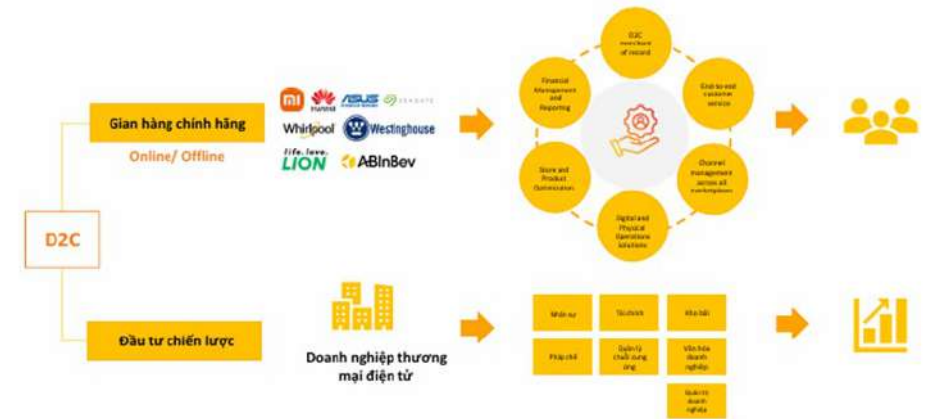 D2C
Gian hàng chính hãng
Online/ Offline
mi
HUAWEI
ASUS
SEAGATE
Whirlpool
Westinghouse
life. love.
LION
ABInBev
D2C
merchant
of record
End-to-end
customer
service
Channel
management
across all
marketplaces
Digital and
Physical
Operations
solutions
Store and
Product
Optimization
Financial
Management
and
Reporting
Đầu tư chiến lược
Doanh nghiệp thương
mại điện tử
Nhân sự
Tài chính
Kho bãi
Pháp chế
Quản lý
chuỗi cung
ứng
Văn hóa
doanh
nghiệp
Quản trị
doanh
nghiệp